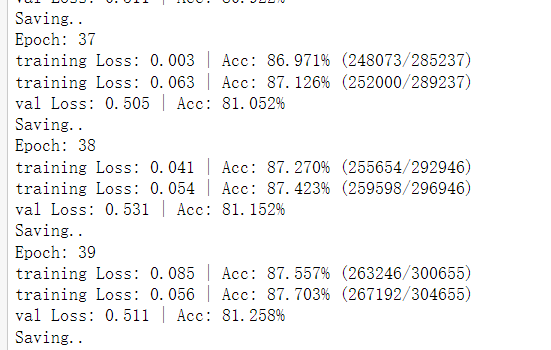 Saving..
Epoch: 37
training Loss: 0.003 | Acc: 86.971% (248073/285237)
training Loss: 0.063 | Acc: 87.126% (252000/289237)
val Loss: 0.505 | Acc: 81.052%
Saving..
Epoch: 38
training Loss: 0.041 | Acc: 87.270% (255654/292946)
training Loss: 0.054 | Acc: 87.423% (259598/296946)
val Loss: 0.531 | Acc: 81.152%
Saving..
Epoch: 39
training Loss: 0.085 | Acc: 87.557% (263246/300655)
training Loss: 0.056 | Acc: 87.703% (267192/304655)
val Loss: 0.511 | Acc: 81.258%
Saving..